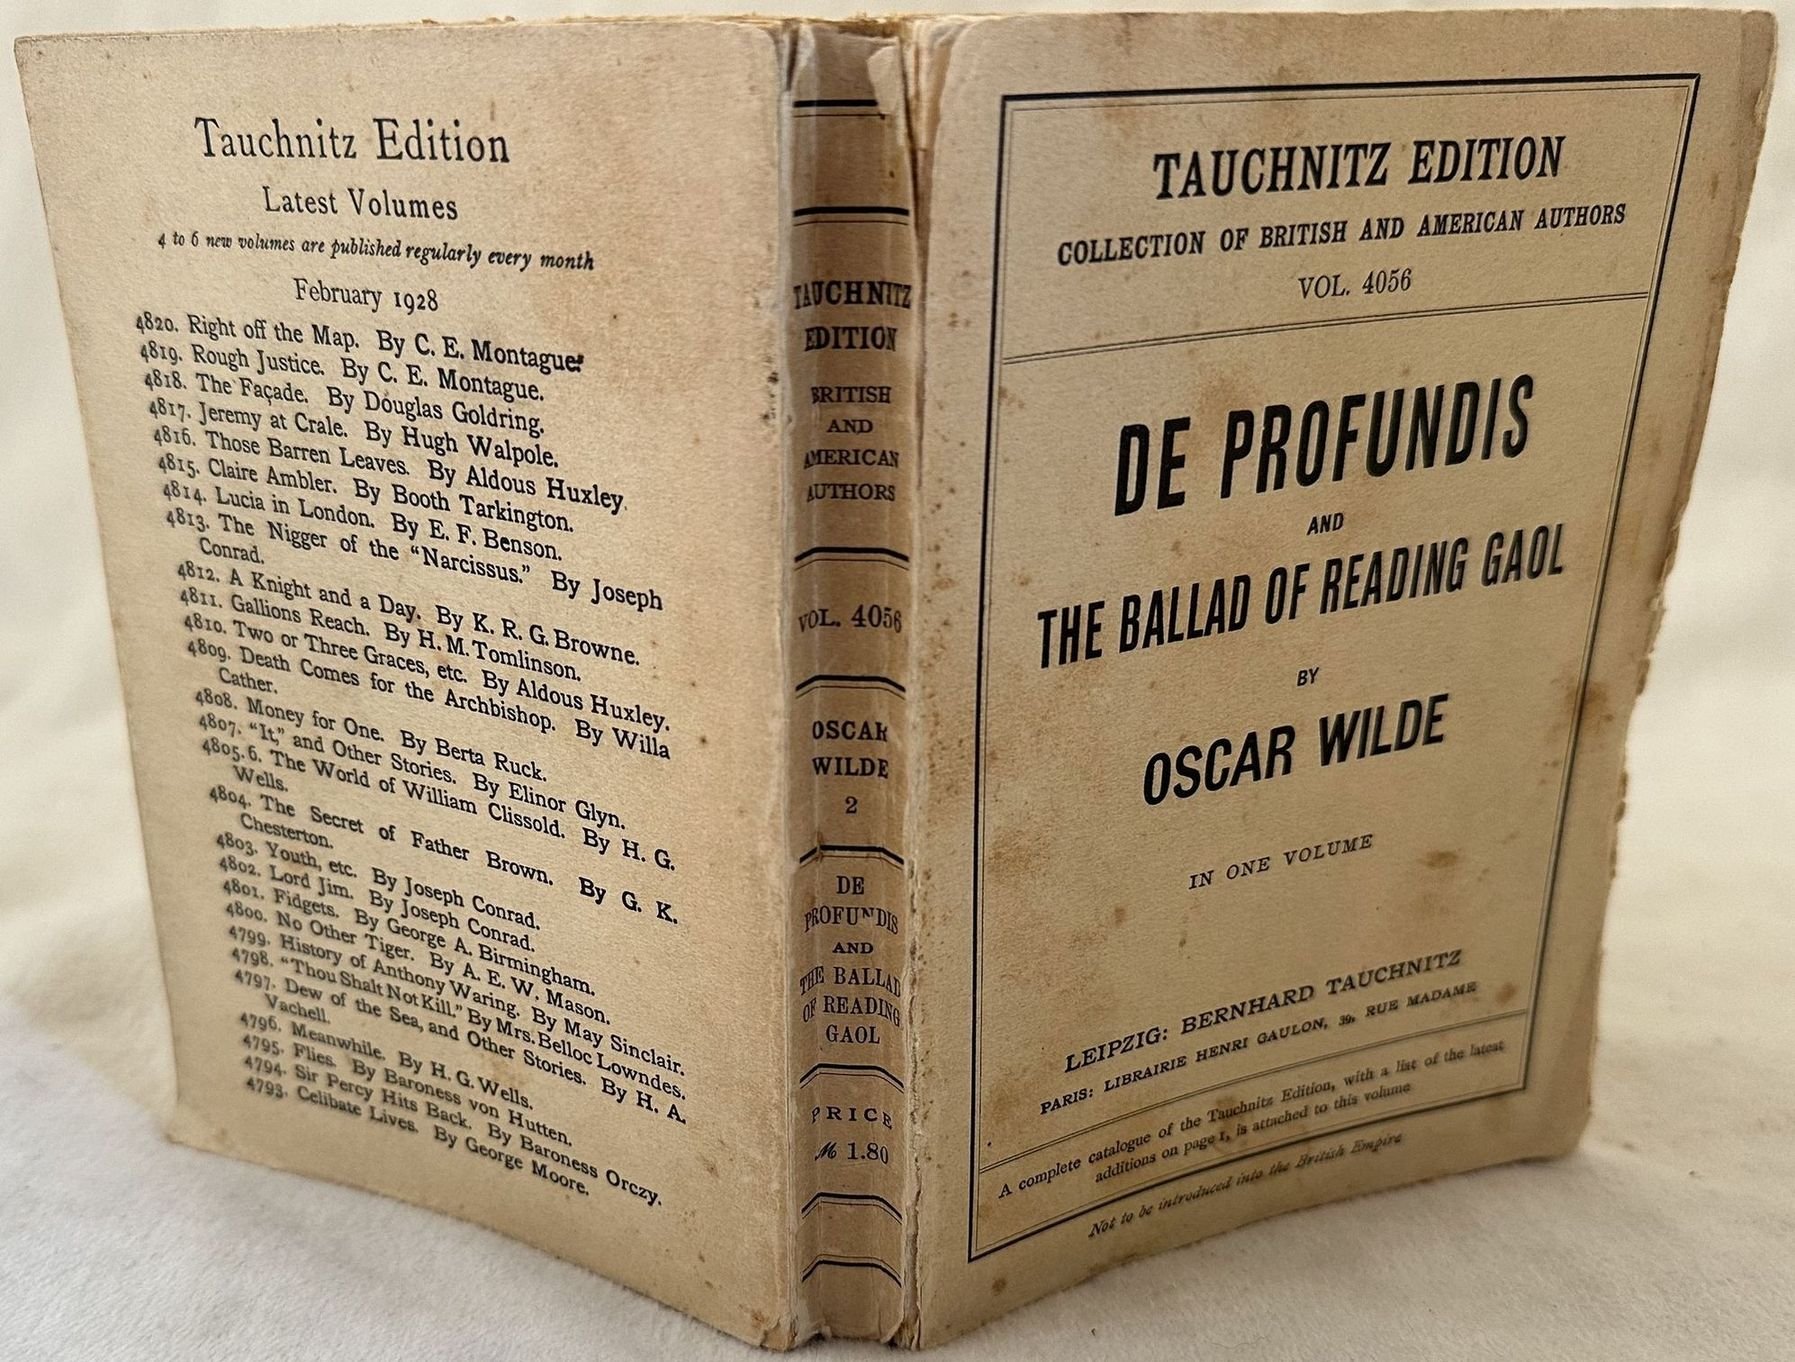 Tauchnitz Edition
Latest Volumes
4 to 6 new volumes are published regularly every month
February 1928
4820. Right off the Map. By C. E. Montague.
4819. Rough Justice. By C. E. Montague.
4818. The Façade. By Douglas Goldring.
4817. Jeremy at Crale. By Hugh Walpole.
4816. Those Barren Leaves. By Aldous Huxley.
4815. Claire Ambler. By Booth Tarkington.
4814. Lucia in London. By E. F. Benson.
4813. The Nigger of the "Narcissus." By Joseph
Conrad.
4812. A Knight and a Day. By K. R. G. Browne.
4811. Gallions Reach. By H. M. Tomlinson.
4810. Two or Three Graces, etc. By Aldous Huxley.
4809. Death Comes for the Archbishop. By Willa
Cather.
4808. Money for One. By Berta Ruck.
4807. "It," and Other Stories. By Elinor Glyn.
4805.6. The World of William Clissold. By H. G.
Wells.
4804. The Secret of Father Brown. By G. K.
Chesterton.
4803. Youth, etc. By Joseph Conrad.
4802. Lord Jim. By Joseph Conrad.
4801. Fidgets. By George A. Birmingham.
4800. No Other Tiger. By A. E. W. Mason.
4799. History of Anthony Waring. By May Sinclair.
4798. "Thou Shalt Not Kill." By Mrs. Belloc Lowndes.
4797. Dew of the Sea, and Other Stories. By H. A.
Vachell.
4796. Meanwhile. By H. G. Wells.
4795. Flies. By Baroness von Hutten.
4794. Sir Percy Hits Back. By Baroness Orczy.
4793. Celibate Lives. By George Moore.
TAUCHNITZ
EDITION
BRITISH
AND
AMERICAN
AUTHORS
VOL. 4056
OSCAR
WILDE
2
DE
PROFUNDIS
AND
THE BALLAD
OF READING
GAOL
PRICE
ℳ 1.80
TAUCHNITZ EDITION
COLLECTION OF BRITISH AND AMERICAN AUTHORS
VOL. 4056
DE PROFUNDIS
AND
THE BALLAD OF READING GAOL
BY
OSCAR WILDE
IN ONE VOLUME
LEIPZIG: BERNHARD TAUCHNITZ
PARIS: LIBRAIRIE HENRI GAULON, 39, RUE MADAME
A complete catalogue of the Tauchnitz Edition, with a list of the latest
additions on page 1, is attached to this volume
Not to be introduced into the British Empire